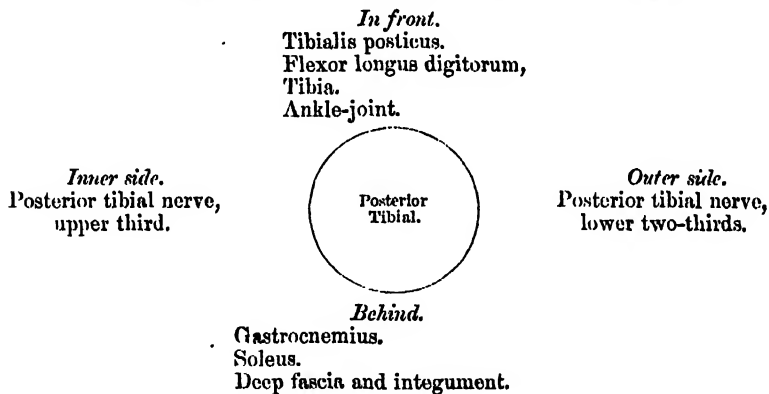 In front.
Tibialis posticus.
Flexor longus digitorum,
Tibia.
Ankle-joint.
Inner side.
Posterior tibial nerve,
upper third.
Posterior
Tibial.
Outer side.
Posterior tibial nerve,
lower two-thirds.
Behind.
Gastrocnemius.
Soleus.
Deep fascia and integument.